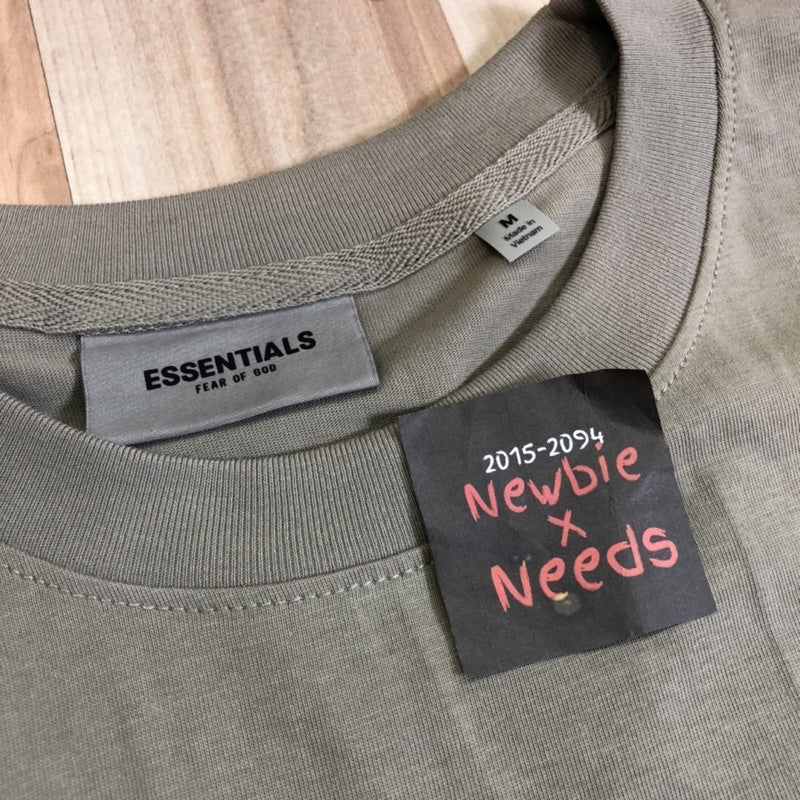 ESSENTIALS
FEAR OF GOD
M
Made in
Vietnam
2015-2094
Newbie
x
Needs